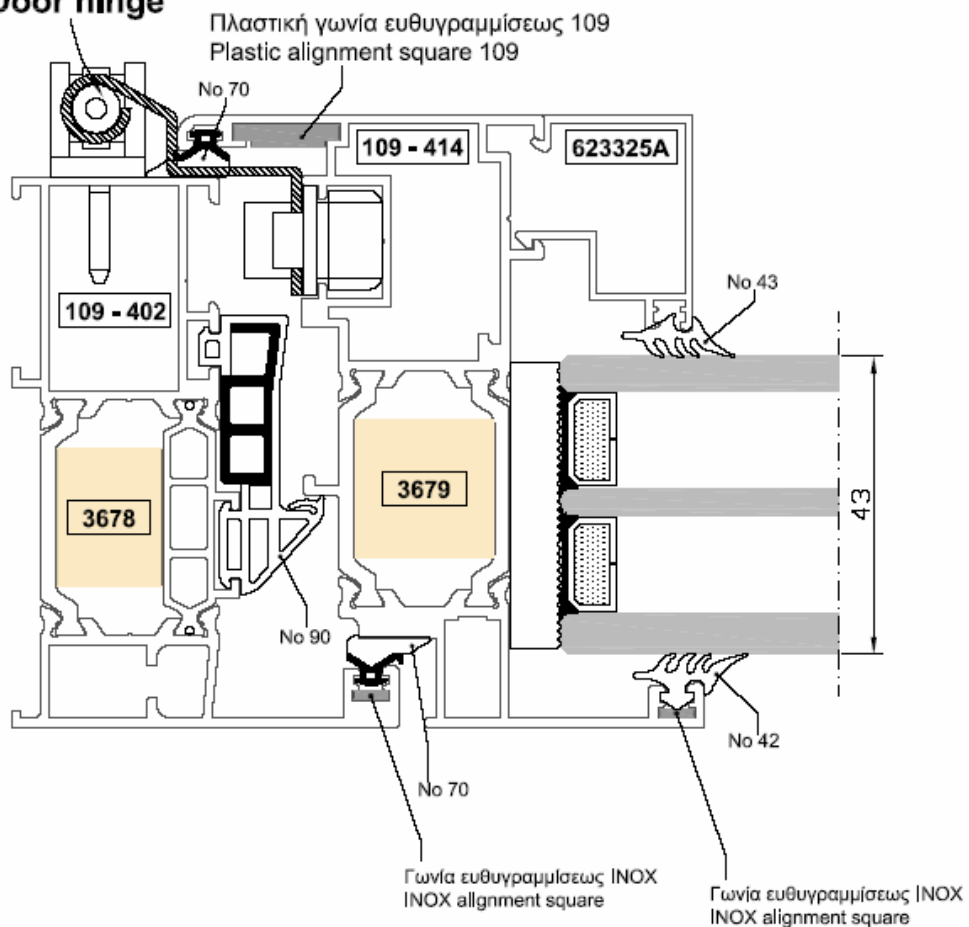 Door hinge
Πλαστική γωνία ευθυγραμμίσεως 109
Plastic alignment square 109
No 70
109 - 414
623325A
No 43
109 - 402
3678
3679
43
No 90
No 42
No 70
Γωνία ευθυγραμμίσεως INOX
INOX alignment square
Γωνία ευθυγραμμίσεως INOX
INOX alignment square